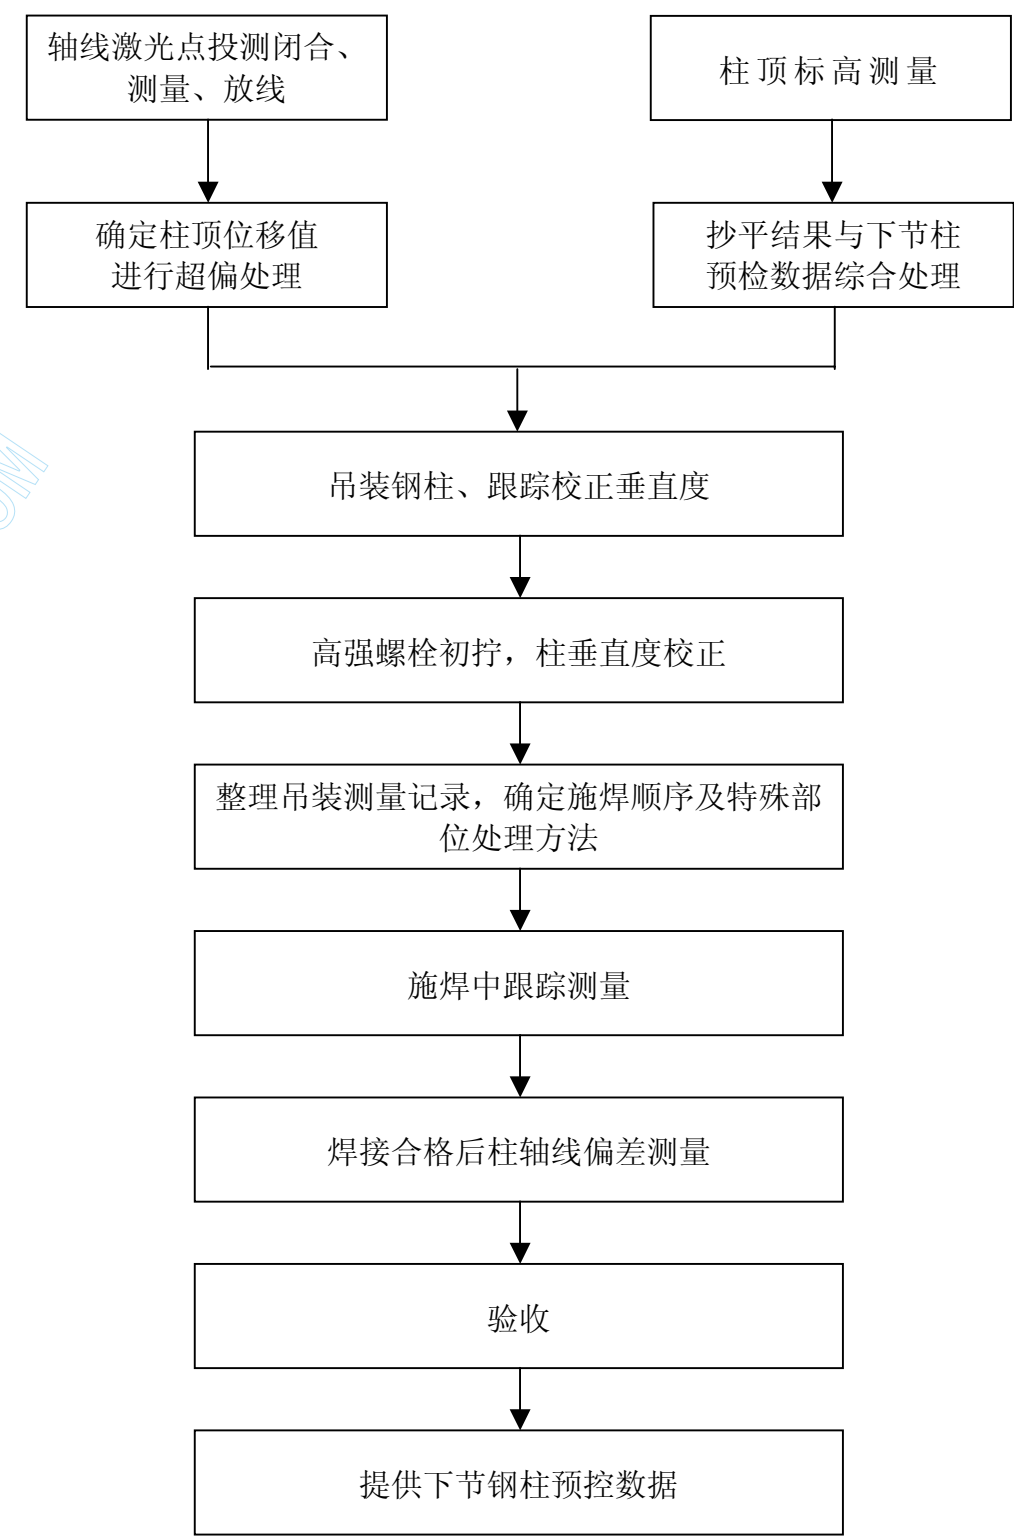 轴线激光点投测闭合、
测量、放线
柱顶标高测量
确定柱顶位移值
进行超偏处理
抄平结果与下节柱
预检数据综合处理
吊装钢柱、跟踪校正垂直度
高强螺栓初拧，柱垂直度校正
整理吊装测量记录，确定施焊顺序及特殊部
位处理方法
施焊中跟踪测量
焊接合格后柱轴线偏差测量
验收
提供下节钢柱预控数据